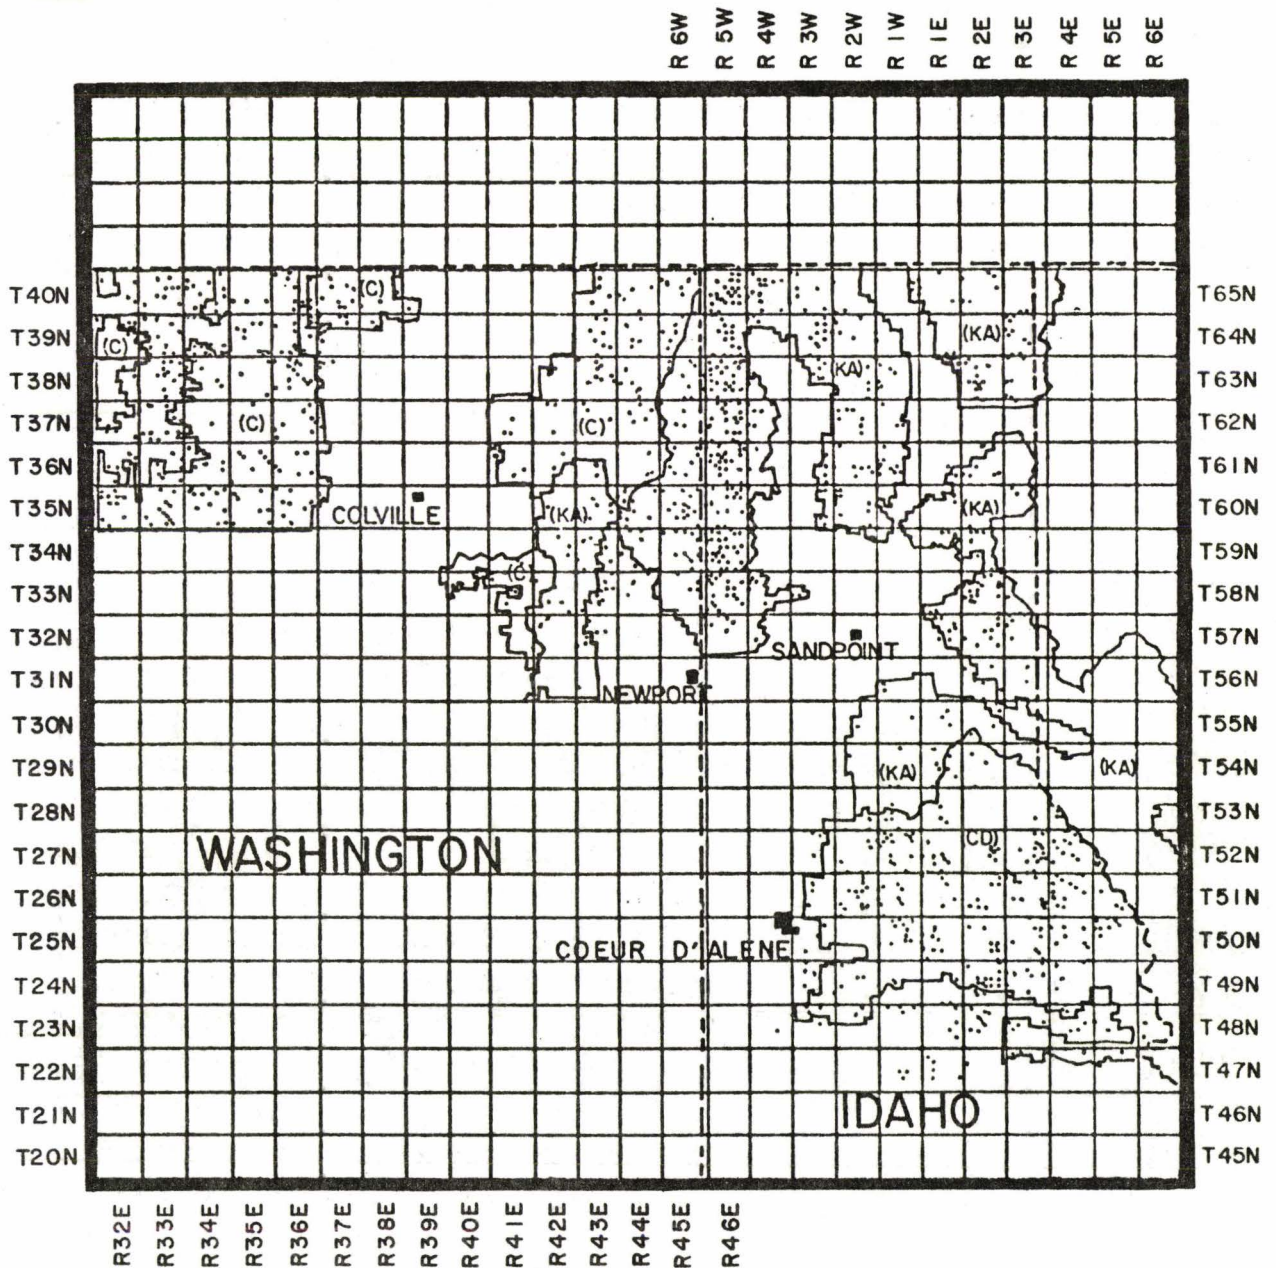 R 6W R 5W R 4W R 3W R 2W R 1W R 1E R 2E R 3E R 4E R 5E R 6E
T40N (C) T65N
T39N (C) (KA) T64N
T38N (KA) T63N
T37N (C) (C) T62N
T36N T61N
T35N COLVILLE (KA) (KA) T60N
T34N T59N
T33N (C T58N
T32N SANDPOINT T57N
T31N NEWPORT T56N
T30N T55N
T29N (KA) (KA) T54N
T28N T53N
T27N WASHINGTON (CD) T52N
T26N T51N
T25N COEUR D'ALENE T50N
T24N T49N
T23N T48N
T22N T47N
T21N IDAHO T46N
T20N T45N
R32E R33E R34E R35E R36E R37E R38E R39E R40E R41E R42E R43E R44E R45E R46E